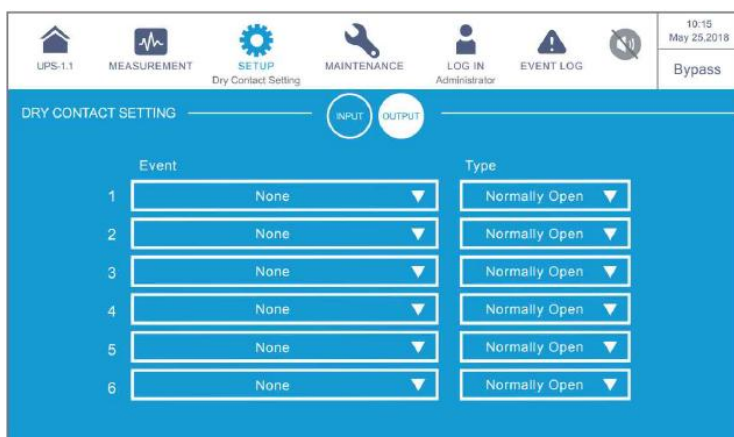 10:15
May 25,2018
UPS-1.1 MEASUREMENT SETUP MAINTENANCE LOG IN EVENT LOG
Dry Contact Setting Administrator
Bypass
DRY CONTACT SETTING INPUT OUTPUT
Event Type
1 None Normally Open
2 None Normally Open
3 None Normally Open
4 None Normally Open
5 None Normally Open
6 None Normally Open